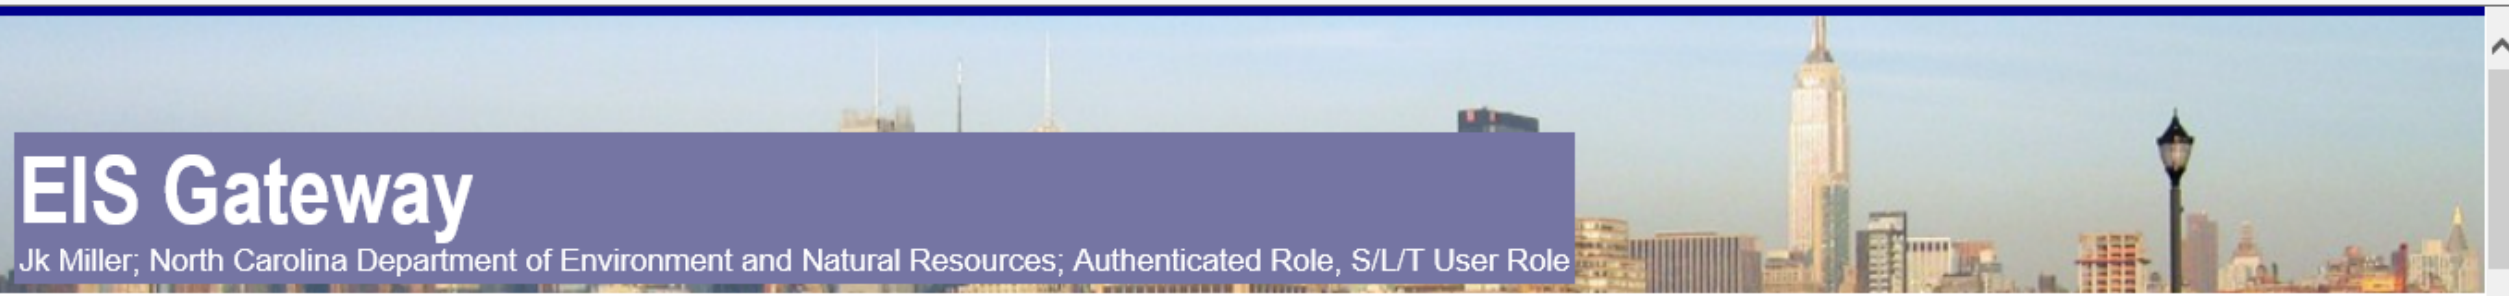 EIS Gateway
Jk Miller; North Carolina Department of Environment and Natural Resources; Authenticated Role, S/L/T User Role